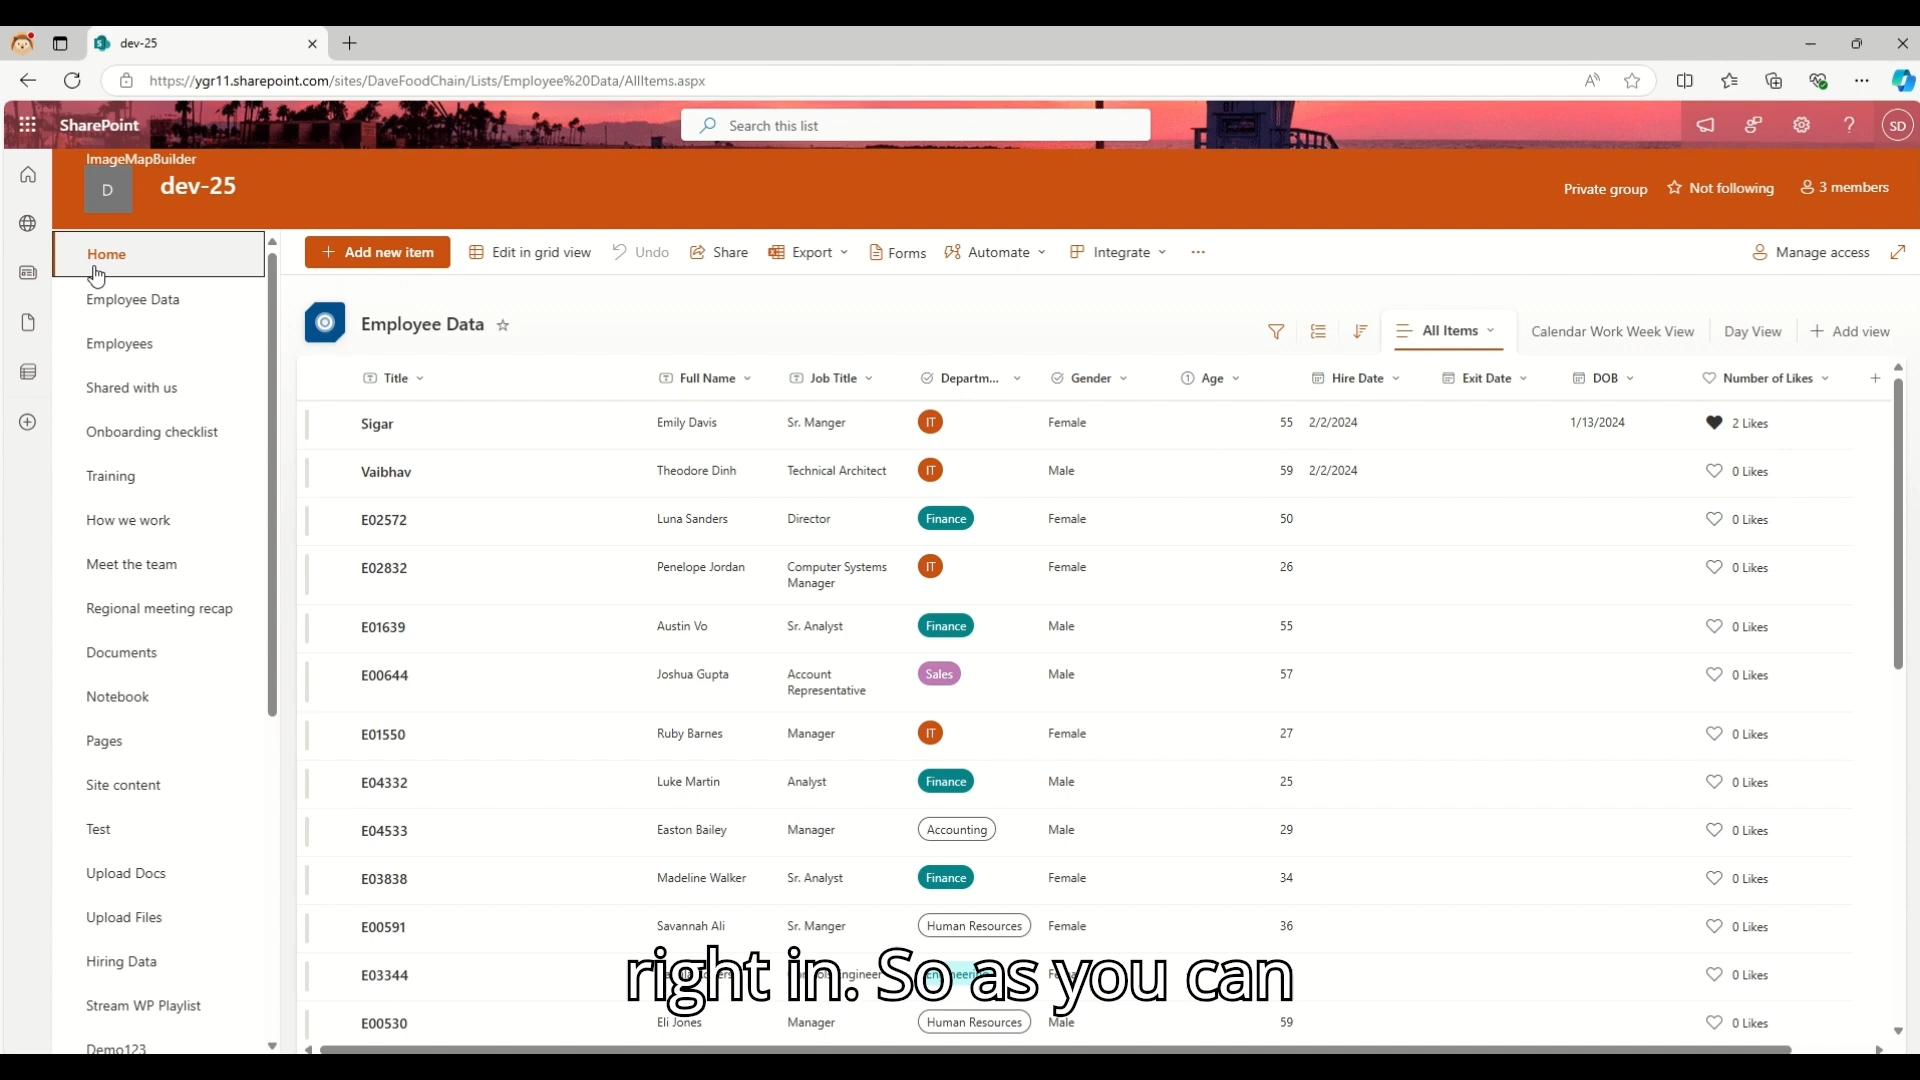 dev-25
https://ygr11.sharepoint.com/sites/DaveFoodChain/Lists/Employee%20Data/AllItems.aspx
SharePoint
Search this list
SD
ImageMapBuilder
D
dev-25
Private group
Not following
3 members
Home
Add new item
Edit in grid view
Undo
Share
Export
Forms
Automate
Integrate
Manage access
Employee Data
Employees
Shared with us
Onboarding checklist
Training
How we work
Meet the team
Regional meeting recap
Documents
Notebook
Pages
Site content
Test
Upload Docs
Upload Files
Hiring Data
Stream WP Playlist
Demo123
Employee Data
All Items
Calendar Work Week View
Day View
Add view
Title Full Name Job Title Departm... Gender Age Hire Date Exit Date DOB Number of Likes
Sigar Emily Davis Sr. Manger IT Female 55 2/2/2024 1/13/2024 2 Likes
Vaibhav Theodore Dinh Technical Architect IT Male 59 2/2/2024 0 Likes
E02572 Luna Sanders Director Finance Female 50 0 Likes
E02832 Penelope Jordan Computer Systems IT Female 26 0 Likes
Manager
E01639 Austin Vo Sr. Analyst Finance Male 55 0 Likes
E00644 Joshua Gupta Account Sales Male 57 0 Likes
Representative
E01550 Ruby Barnes Manager IT Female 27 0 Likes
E04332 Luke Martin Analyst Finance Male 25 0 Likes
E04533 Easton Bailey Manager Accounting Male 29 0 Likes
E03838 Madeline Walker Sr. Analyst Finance Female 34 0 Likes
E00591 Savannah Ali Sr. Manger Human Resources Female 36 0 Likes
E03344 0 Likes
right in. So as you can
E00530 Eli Jones Manager Human Resources Male 59 0 Likes